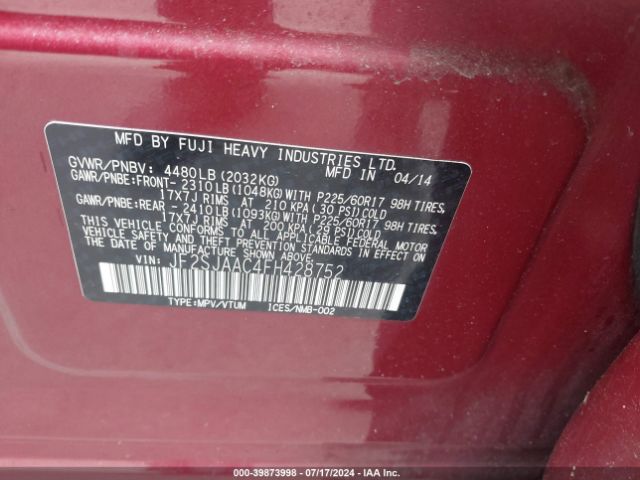 MFD BY FUJI HEAVY INDUSTRIES LTD.
GVWR/PNBV: 4480LB(2032KG) MFD IN 04/14
GAWR/PNBE:FRONT- 2310LB(1048KG)WITH P225/60R17 98H TIRES,
17X7J RIMS AT 210 KPA(30 PSI)COLD
GAWR/PNBE:REAR - 2410LB(1093KG)WITH P225/60R17 98H TIRES,
17X7J RIMS AT 200 KPA(29 PSI)COLD
THIS VEHICLE CONFORMS TO ALL APPLICABLE FEDERAL MOTOR
VEHICLE SAFETY AND THEFT PREVENTION STANDARDS IN EFFECT ON
THE DATE OF MANUFACTURE SHOWN ABOVE.
VIN: JF2SJAAC4FH428752
TYPE:MPV/VTUM ICES/NMB-002
00-39873998 - 07/17/2024 - IAA Inc.